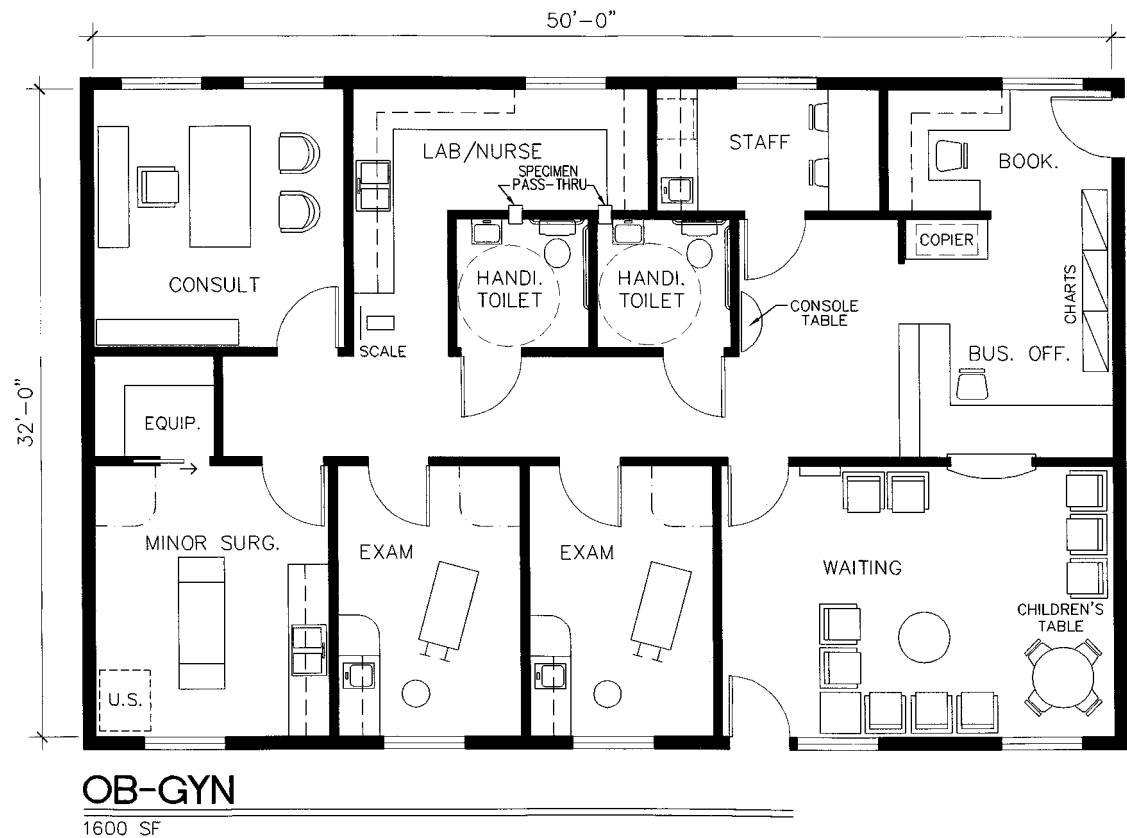 50'-0"
LAB/NURSE
STAFF
BOOK.
SPECIMEN
PASS-THRU
COPIER
CONSULT
HANDI.
TOILET
HANDI.
TOILET
CONSOLE
TABLE
CHARTS
SCALE
BUS. OFF.
32'-0"
EQUIP.
MINOR SURG.
EXAM
EXAM
WAITING
CHILDREN'S
TABLE
U.S.
OB-GYN
1600 SF